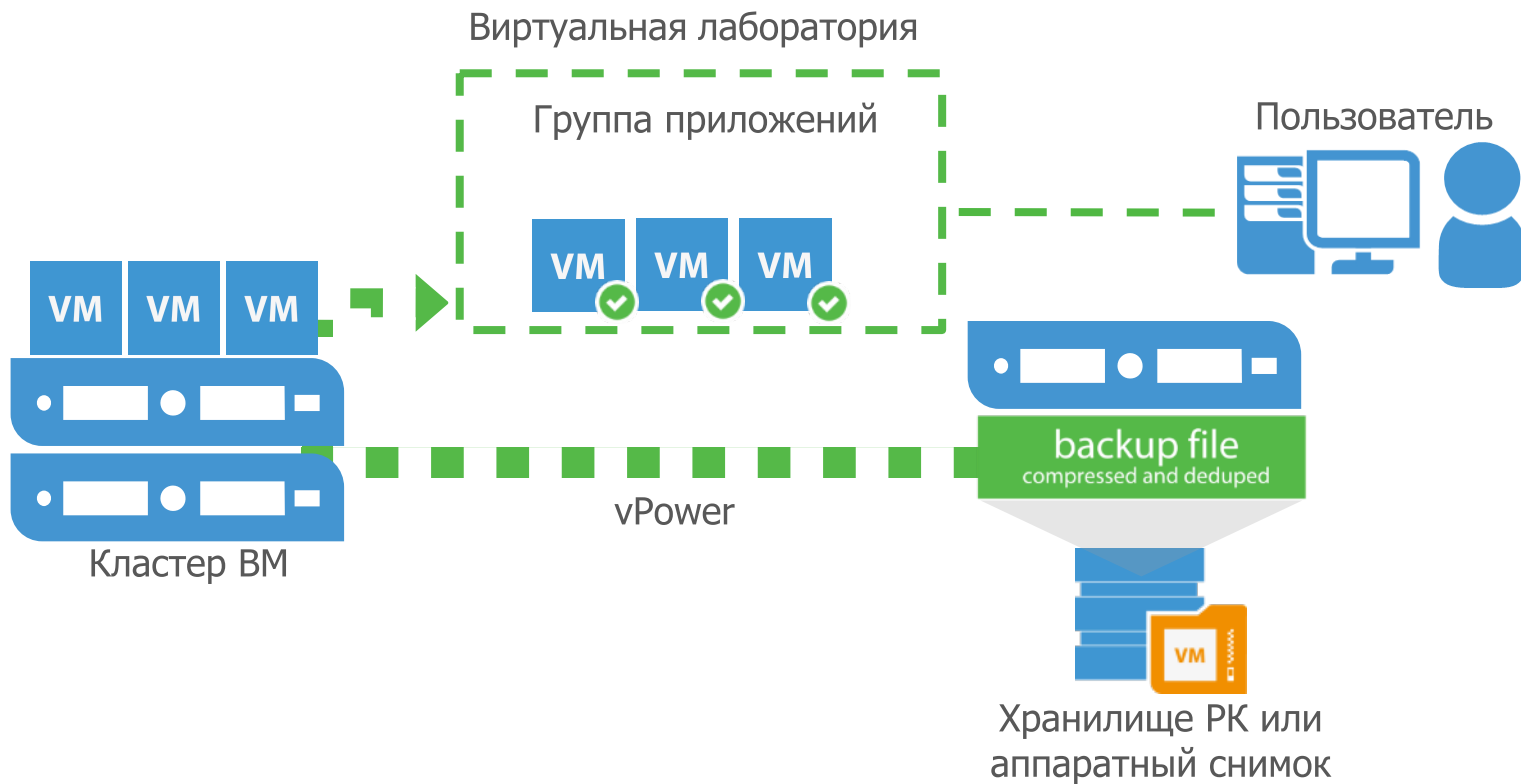 Виртуальная лаборатория
Группа приложений
Пользователь
VM
VM
VM
VM
VM
VM
backup file
compressed and deduped
vPower
Кластер ВМ
VM
Хранилище РК или
аппаратный снимок